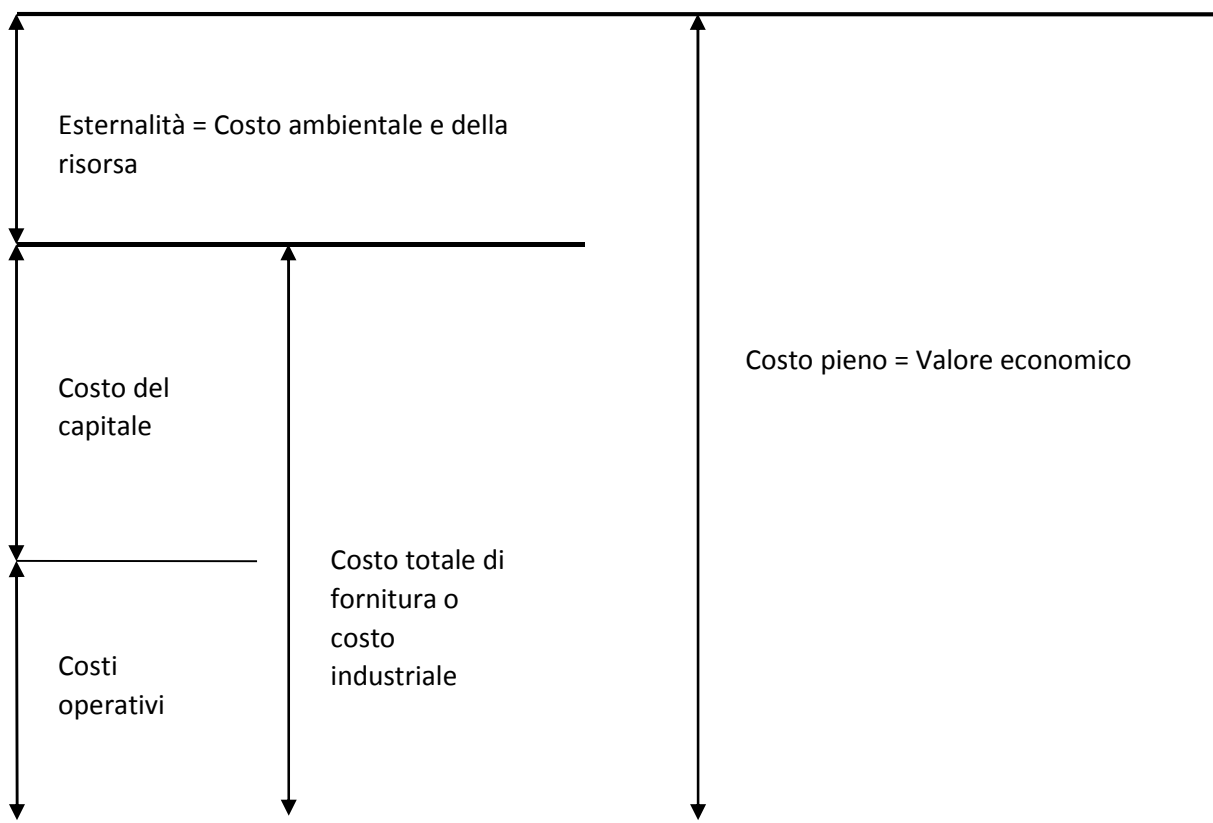 Esternalità = Costo ambientale e della
risorsa
Costo pieno = Valore economico
Costo del
capitale
Costo totale di
fornitura o
costo
industriale
Costi
operativi